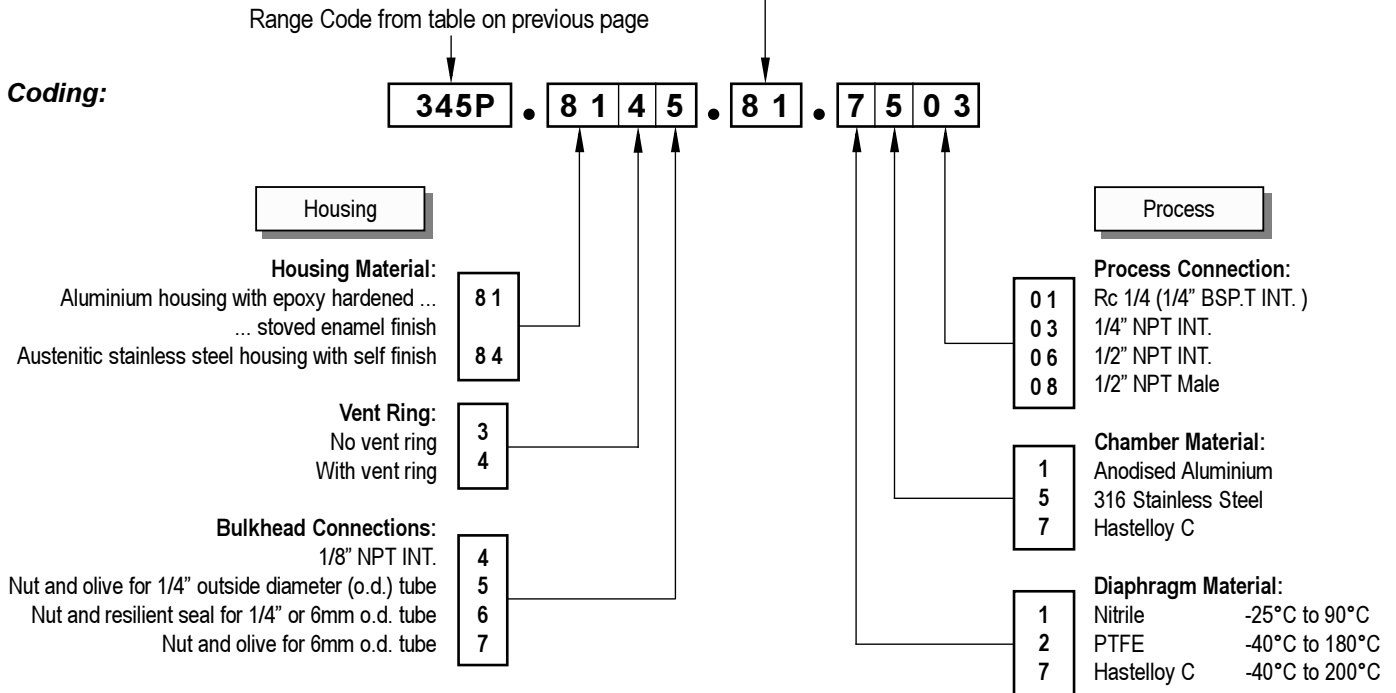 Range Code from table on previous page
Coding:
345P . 8 1 4 5 . 8 1 . 7 5 0 3
Housing
Housing Material:
Aluminium housing with epoxy hardened ... 8 1
... stoved enamel finish
Austenitic stainless steel housing with self finish 8 4
Vent Ring:
No vent ring 3
With vent ring 4
Bulkhead Connections:
1/8” NPT INT. 4
Nut and olive for 1/4” outside diameter (o.d.) tube 5
Nut and resilient seal for 1/4” or 6mm o.d. tube 6
Nut and olive for 6mm o.d. tube 7
Process
Process Connection:
0 1 Rc 1/4 (1/4” BSP.T INT. )
0 3 1/4” NPT INT.
0 6 1/2” NPT INT.
0 8 1/2” NPT Male
Chamber Material:
1 Anodised Aluminium
5 316 Stainless Steel
7 Hastelloy C
Diaphragm Material:
1 Nitrile -25°C to 90°C
2 PTFE -40°C to 180°C
7 Hastelloy C -40°C to 200°C